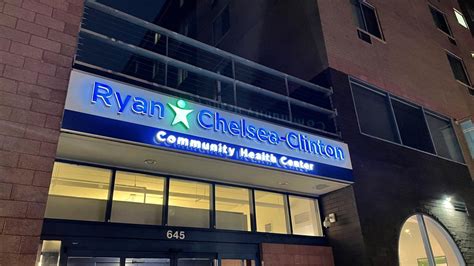 Ryan Chelsea-Clinton
Community Health Center
645